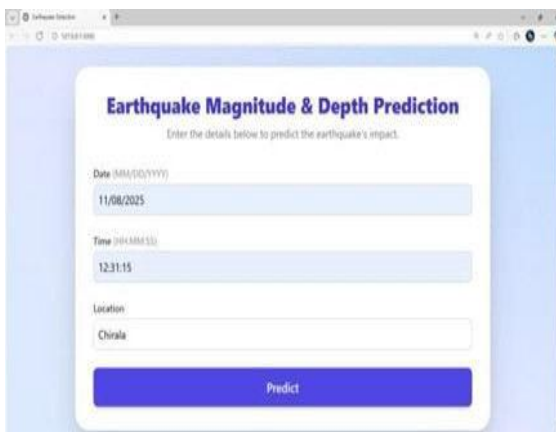 Earthquake Magnitude & Depth Prediction
Enter the details below to predict the earthquake's impact.
Date (MM/DD/YYYY)
11/08/2025
Time (HH:MM:SS)
12:31:15
Location
Chirala
Predict